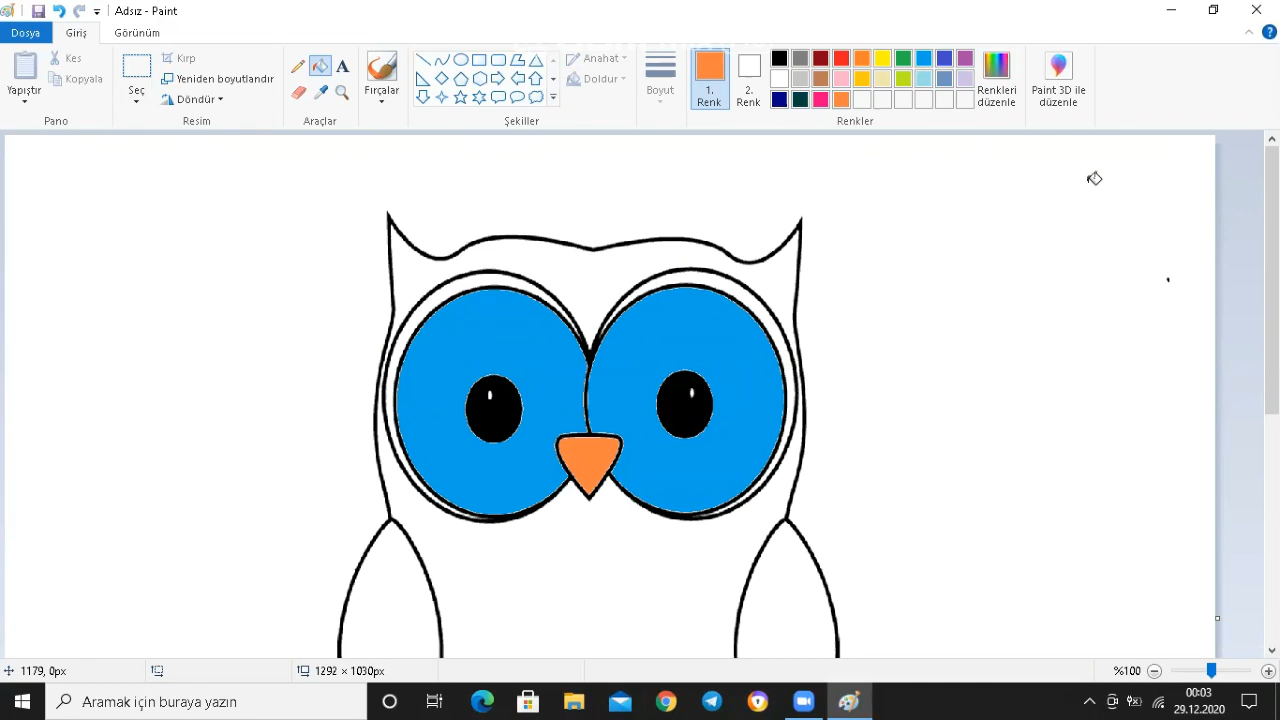 Adsız - Paint
Dosya
Giriş
Görünüm
Yapıştır
Kes
Seç
Kırp
Yeniden boyutlandır
Döndür
Fırçalar
Anahat
Doldur
Boyut
1.
Renk
2.
Renk
Renkleri
düzenle
Paint 3D ile
düzenle
Pano
Resim
Araçlar
Şekiller
Renkler
1179, 0px
1292 × 1030px
%100
Aramak için buraya yazın
00:03
29.12.2020